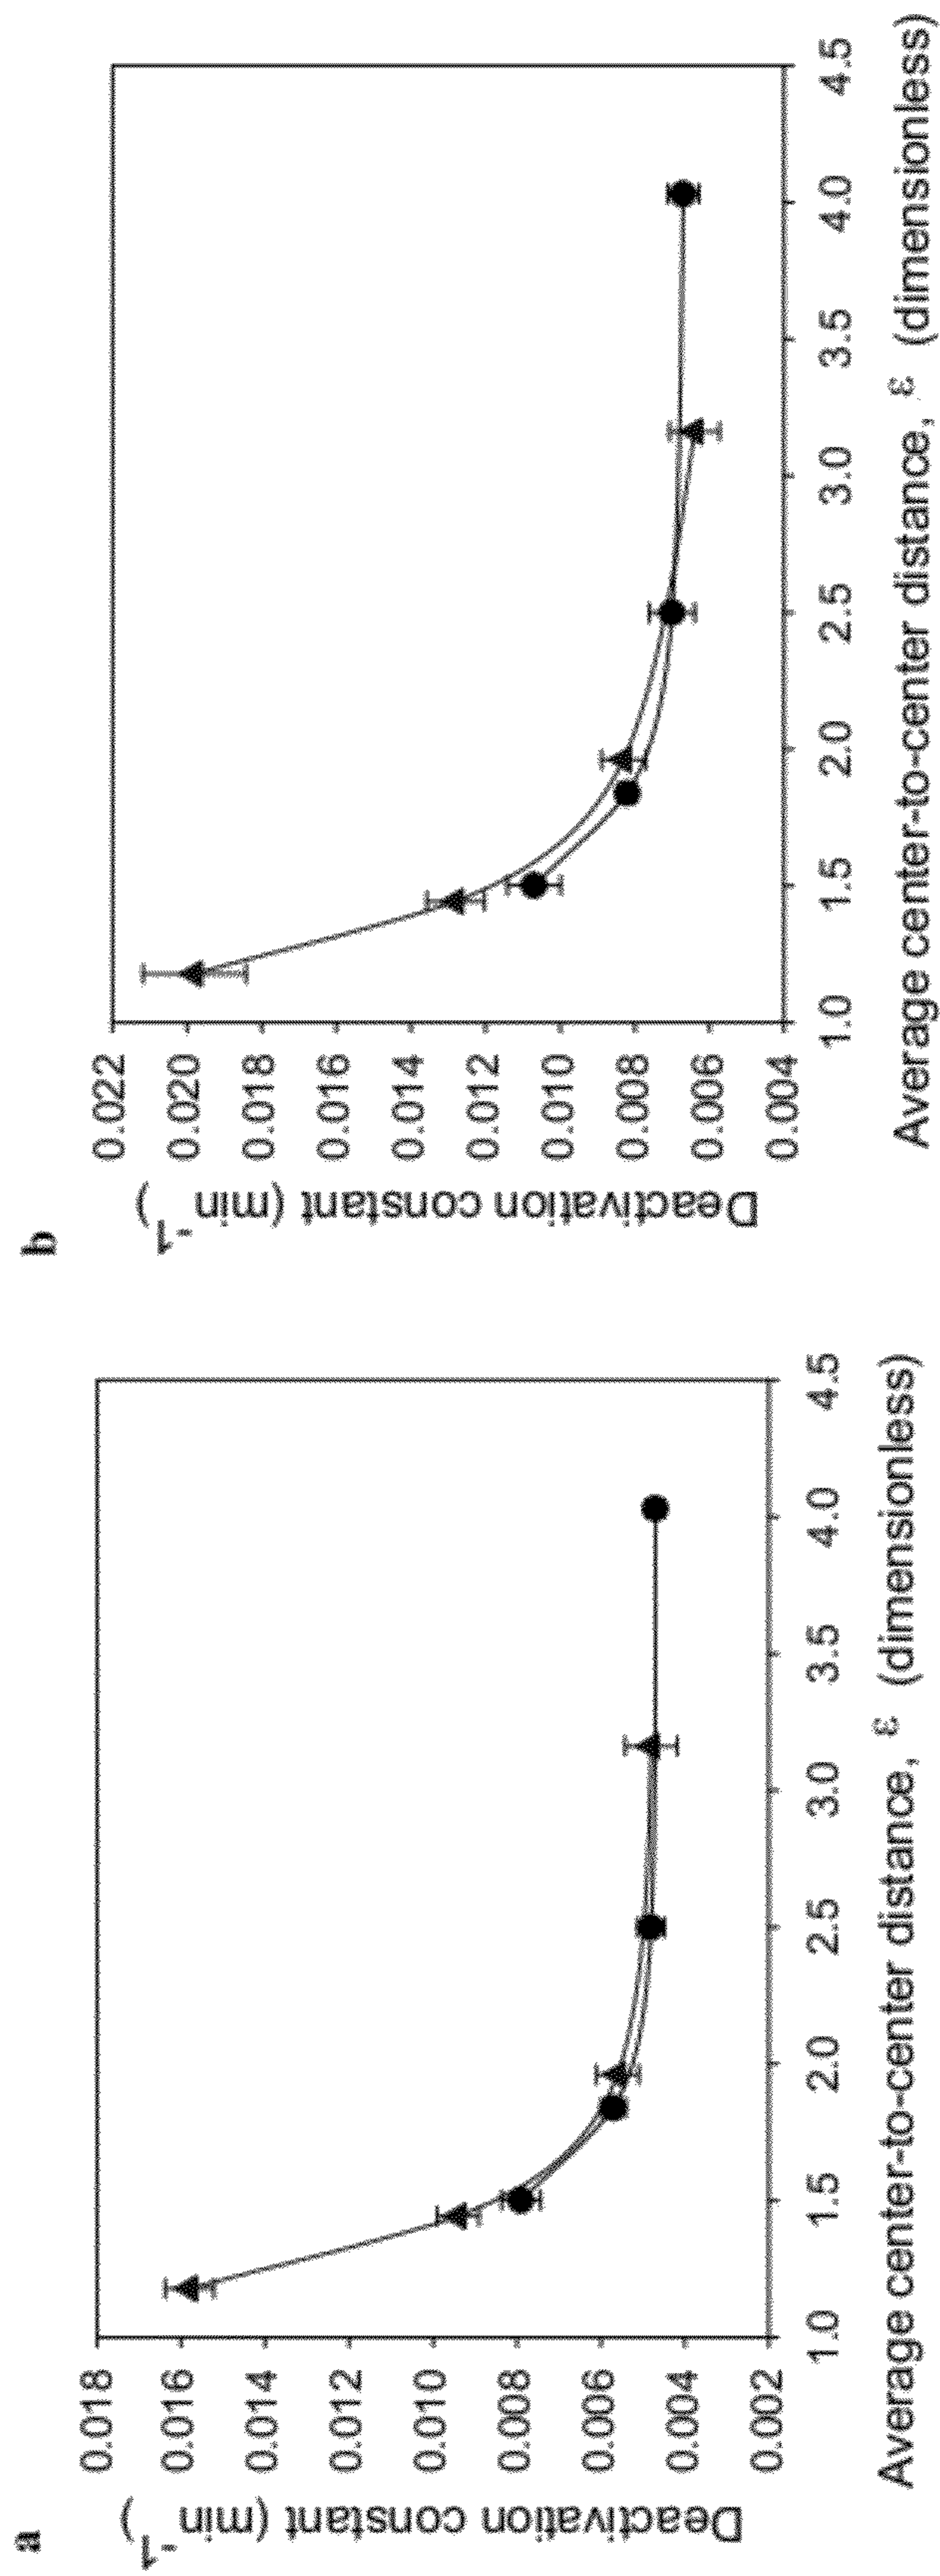 a
Deactivation constant (min⁻¹)
0.018
0.016
0.014
0.012
0.010
0.008
0.006
0.004
0.002
1.0 1.5 2.0 2.5 3.0 3.5 4.0 4.5
Average center-to-center distance, ε (dimensionless)
b
Deactivation constant (min⁻¹)
0.022
0.020
0.018
0.016
0.014
0.012
0.010
0.008
0.006
0.004
1.0 1.5 2.0 2.5 3.0 3.5 4.0 4.5
Average center-to-center distance, ε (dimensionless)